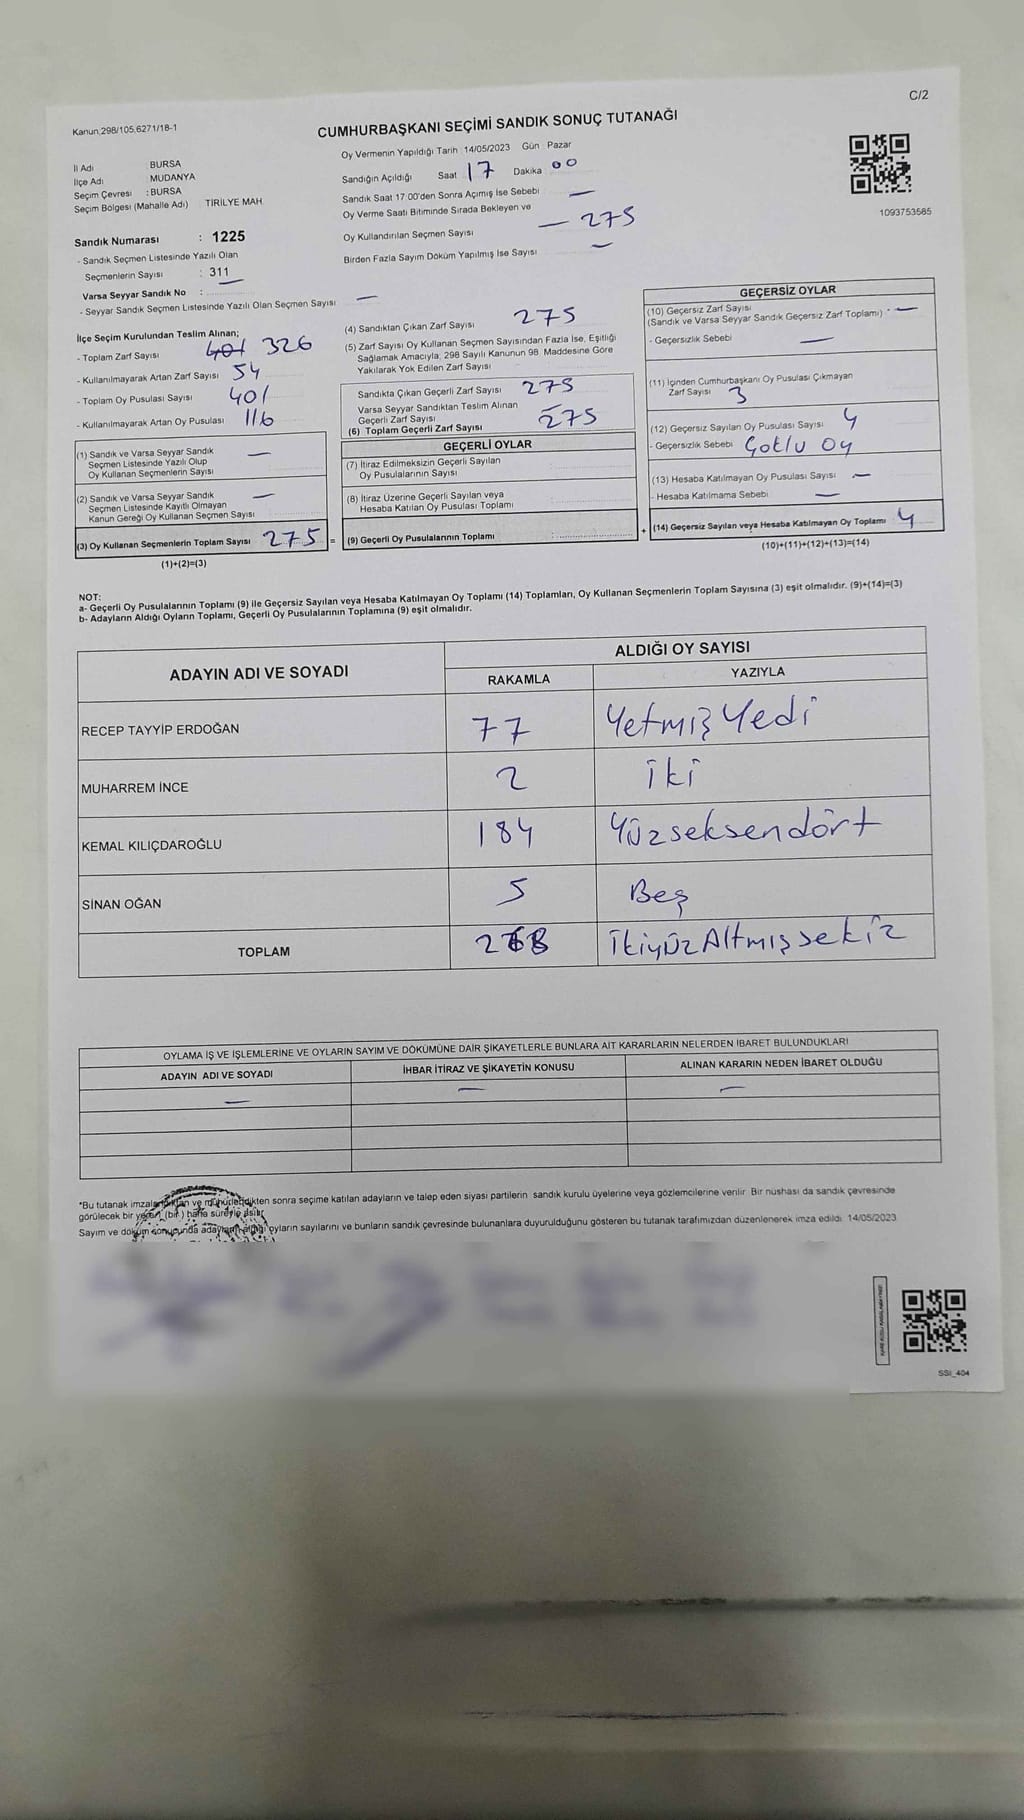 C/2
Kanun,298/105,6271/18-1
CUMHURBAŞKANI SEÇİMİ SANDIK SONUÇ TUTANAĞI
İl Adı : BURSA
İlçe Adı : MUDANYA
Seçim Çevresi : BURSA
Seçim Bölgesi (Mahalle Adı) TİRİLYE MAH.
Oy Vermenin Yapıldığı Tarih 14/05/2023 Gün Pazar
Sandığın Açıldığı Saat 17 Dakika 00
Sandık Saat 17 00'den Sonra Açımış İse Sebebi —
Oy Verme Saati Bitiminde Sırada Bekleyen ve
Oy Kullandırılan Seçmen Sayısı — 275
Birden Fazla Sayım Döküm Yapılmış İse Sayısı —
1093753585
Sandık Numarası : 1225
- Sandık Seçmen Listesinde Yazılı Olan
Seçmenlerin Sayısı : 311
Varsa Seyyar Sandık No :
- Seyyar Sandık Seçmen Listesinde Yazılı Olan Seçmen Sayısı —
İlçe Seçim Kurulundan Teslim Alınan;
- Toplam Zarf Sayısı 401 326
- Kullanılmayarak Artan Zarf Sayısı 54
- Toplam Oy Pusulası Sayısı 401
- Kullanılmayarak Artan Oy Pusulası 116
(1) Sandık ve Varsa Seyyar Sandık
Seçmen Listesinde Yazılı Olup
Oy Kullanan Seçmenlerin Sayısı —
(2) Sandık ve Varsa Seyyar Sandık
Seçmen Listesinde Kayıtlı Olmayan
Kanun Gereği Oy Kullanan Seçmen Sayısı —
(3) Oy Kullanan Seçmenlerin Toplam Sayısı 275 =
(1)+(2)=(3)
(4) Sandıktan Çıkan Zarf Sayısı 275
(5) Zarf Sayısı Oy Kullanan Seçmen Sayısından Fazla İse, Eşitliği
Sağlamak Amacıyla; 298 Sayılı Kanunun 98. Maddesine Göre
Yakılarak Yok Edilen Zarf Sayısı
Sandıkta Çıkan Geçerli Zarf Sayısı 275
Varsa Seyyar Sandıktan Teslim Alınan
Geçerli Zarf Sayısı
(6) Toplam Geçerli Zarf Sayısı 275
GEÇERLİ OYLAR
(7) İtiraz Edilmeksizin Geçerli Sayılan
Oy Pusulalarının Sayısı
(8) İtiraz Üzerine Geçerli Sayılan veya
Hesaba Katılan Oy Pusulası Toplamı
(9) Geçerli Oy Pusulalarının Toplamı +
GEÇERSİZ OYLAR
(10) Geçersiz Zarf Sayısı
(Sandık ve Varsa Seyyar Sandık Geçersiz Zarf Toplamı) —
- Geçersizlik Sebebi —
(11) İçinden Cumhurbaşkanı Oy Pusulası Çıkmayan
Zarf Sayısı 3
(12) Geçersiz Sayılan Oy Pusulası Sayısı 4
- Geçersizlik Sebebi Çoklu Oy
(13) Hesaba Katılmayan Oy Pusulası Sayısı —
- Hesaba Katılmama Sebebi —
(14) Geçersiz Sayılan veya Hesaba Katılmayan Oy Toplamı 4
(10)+(11)+(12)+(13)=(14)
NOT:
a- Geçerli Oy Pusulalarının Toplamı (9) ile Geçersiz Sayılan veya Hesaba Katılmayan Oy Toplamı (14) Toplamları, Oy Kullanan Seçmenlerin Toplam Sayısına (3) eşit olmalıdır. (9)+(14)=(3)
b- Adayların Aldığı Oyların Toplamı, Geçerli Oy Pusulalarının Toplamına (9) eşit olmalıdır.
ADAYIN ADI VE SOYADI
ALDIĞI OY SAYISI
RAKAMLA YAZIYLA
RECEP TAYYİP ERDOĞAN 77 YetmişYedi
MUHARREM İNCE 2 İki
KEMAL KILIÇDAROĞLU 184 Yüzseksendört
SİNAN OĞAN 5 Beş
TOPLAM 268 İkiyüzAltmışsekiz
OYLAMA İŞ VE İŞLEMLERİNE VE OYLARIN SAYIM VE DÖKÜMÜNE DAİR ŞİKAYETLERLE BUNLARA AİT KARARLARIN NELERDEN İBARET BULUNDUKLARI
ADAYIN ADI VE SOYADI İHBAR İTİRAZ VE ŞİKAYETİN KONUSU ALINAN KARARIN NEDEN İBARET OLDUĞU
— — —
*Bu tutanak imzalandıktan ve mühürlendikten sonra seçime katılan adayların ve talep eden siyasi partilerin sandık kurulu üyelerine veya gözlemcilerine verilir Bir nüshası da sandık çevresinde
görülecek bir yere, (bir) hafta süreyle asılır
Sayım ve döküm sonucunda adayların aldığı oyların sayılarını ve bunların sandık çevresinde bulunanlara duyurulduğunu gösteren bu tutanak tarafımızdan düzenlenerek imza edildi 14/05/2023
SSI_404